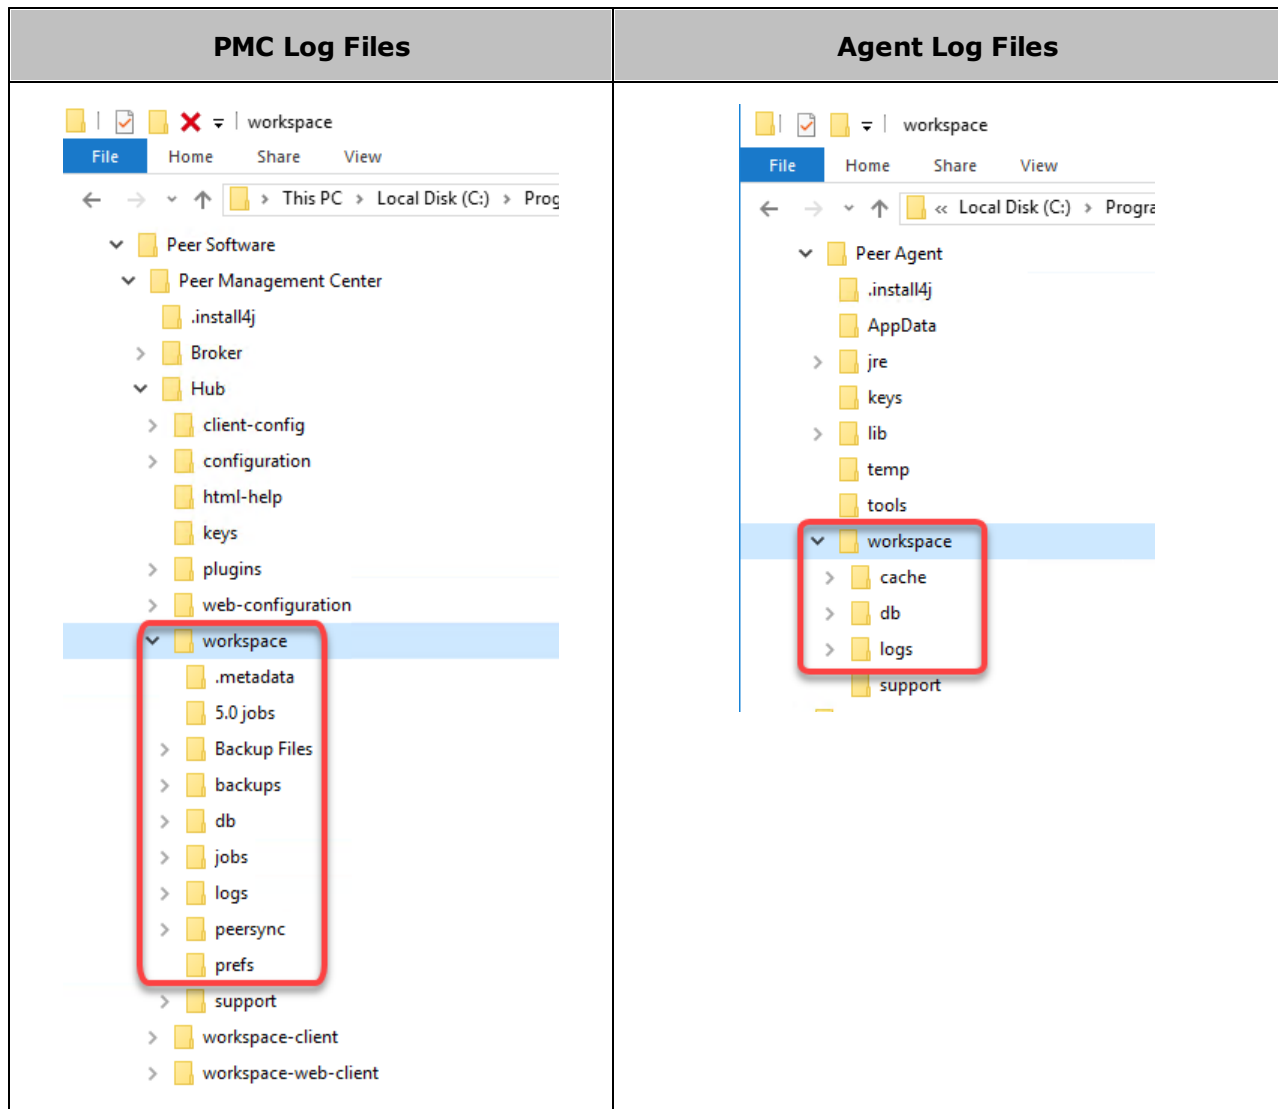 PMC Log Files
Agent Log Files
workspace
File Home Share View
This PC > Local Disk (C:) > Prog
Peer Software
Peer Management Center
.install4j
Broker
Hub
client-config
configuration
html-help
keys
plugins
web-configuration
workspace
.metadata
5.0 jobs
Backup Files
backups
db
jobs
logs
peersync
prefs
support
workspace-client
workspace-web-client
workspace
File Home Share View
« Local Disk (C:) > Progra
Peer Agent
.install4j
AppData
jre
keys
lib
temp
tools
workspace
cache
db
logs
support